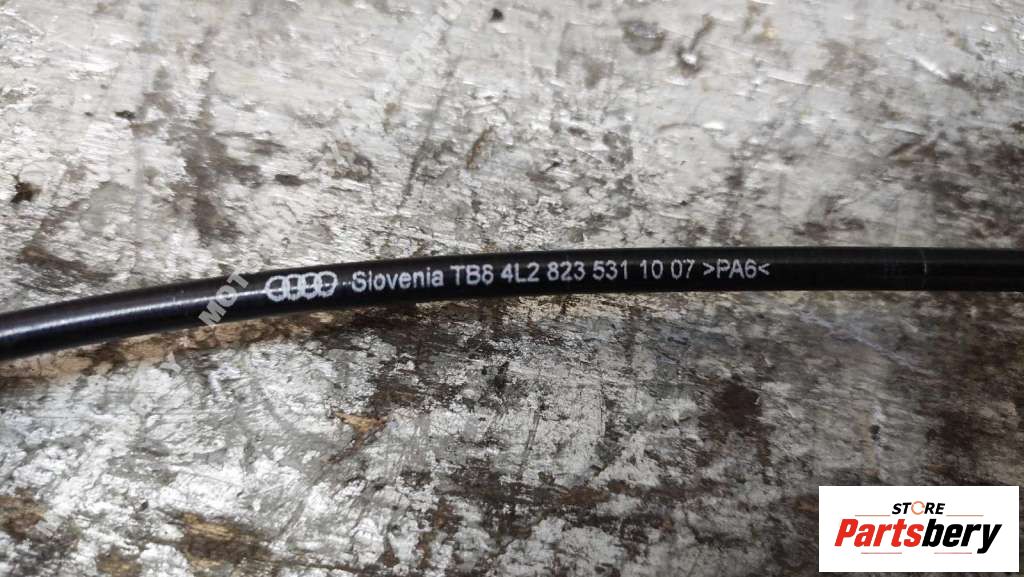 Slovenia TB6 4L2 823 531 10 07 >PA6<
STORE
Partsbery